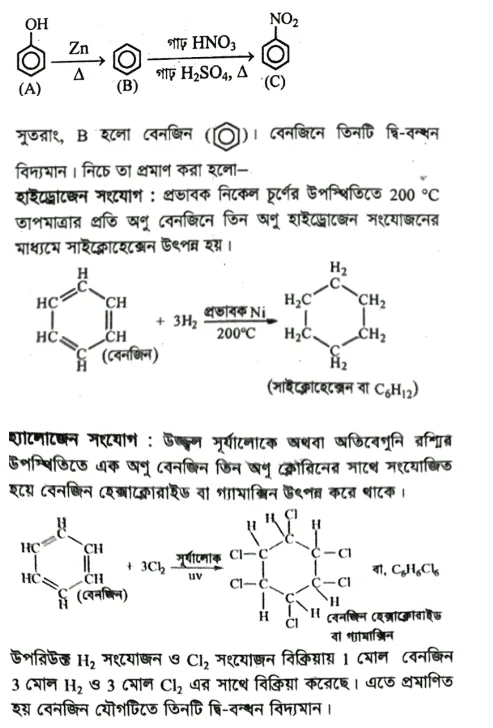 OH
NO₂
Zn
Δ
গাঢ় HNO₃
গাঢ় H₂SO₄, Δ
(A)
(B)
(C)
সুতরাং, B হলো বেনজিন ( )। বেনজিনে তিনটি দ্বি-বন্ধন
বিদ্যমান। নিচে তা প্রমাণ করা হলো–
হাইড্রোজেন সংযোগ : প্রভাবক নিকেল চূর্ণের উপস্থিতিতে 200 °C
তাপমাত্রার প্রতি অণু বেনজিনে তিন অণু হাইড্রোজেন সংযোজনের
মাধ্যমে সাইক্লোহেক্সেন উৎপন্ন হয়।
H
C
HC CH
HC CH
C
H
(বেনজিন)
+ 3H₂
প্রভাবক Ni
200°C
H₂
C
H₂C CH₂
H₂C CH₂
C
H₂
(সাইক্লোহেক্সেন বা C₆H₁₂)
হ্যালোজেন সংযোগ : উজ্জ্বল সূর্যালোকে অথবা অতিবেগুনি রশ্মির
উপস্থিতিতে এক অণু বেনজিন তিন অণু ক্লোরিনের সাথে সংযোজিত
হয়ে বেনজিন হেক্সাক্লোরাইড বা গ্যামাক্সিন উৎপন্ন করে থাকে।
H
C
HC CH
HC CH
C
H
(বেনজিন)
+ 3Cl₂
সূর্যালোক
uv
H Cl
H H
C
Cl–C C–Cl
Cl–C C–Cl
C
H Cl H H
Cl
বা, C₆H₆Cl₆
বেনজিন হেক্সাক্লোরাইড
বা গ্যামাক্সিন
উপরিউক্ত H₂ সংযোজন ও Cl₂ সংযোজন বিক্রিয়ায় 1 মোল বেনজিন
3 মোল H₂ ও 3 মোল Cl₂ এর সাথে বিক্রিয়া করেছে। এতে প্রমাণিত
হয় বেনজিন যৌগটিতে তিনটি দ্বি-বন্ধন বিদ্যমান।